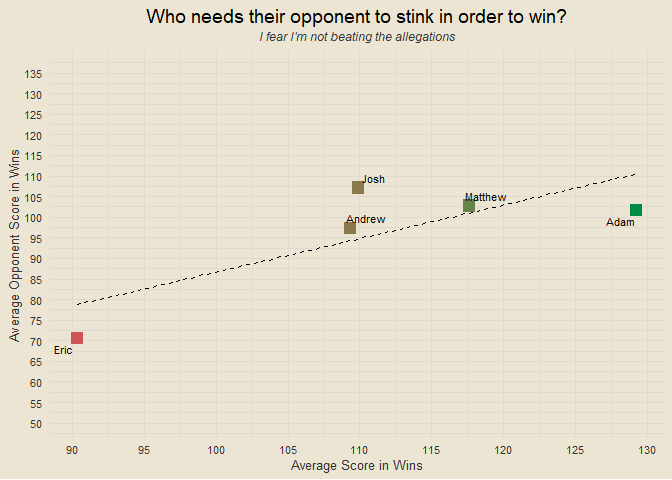 Who needs their opponent to stink in order to win?
I fear I'm not beating the allegations
135
130
125
120
115
110
105
100
95
90
85
80
75
70
65
60
55
50
Average Opponent Score in Wins
Josh
Matthew
Andrew
Adam
Eric
90 95 100 105 110 115 120 125 130
Average Score in Wins